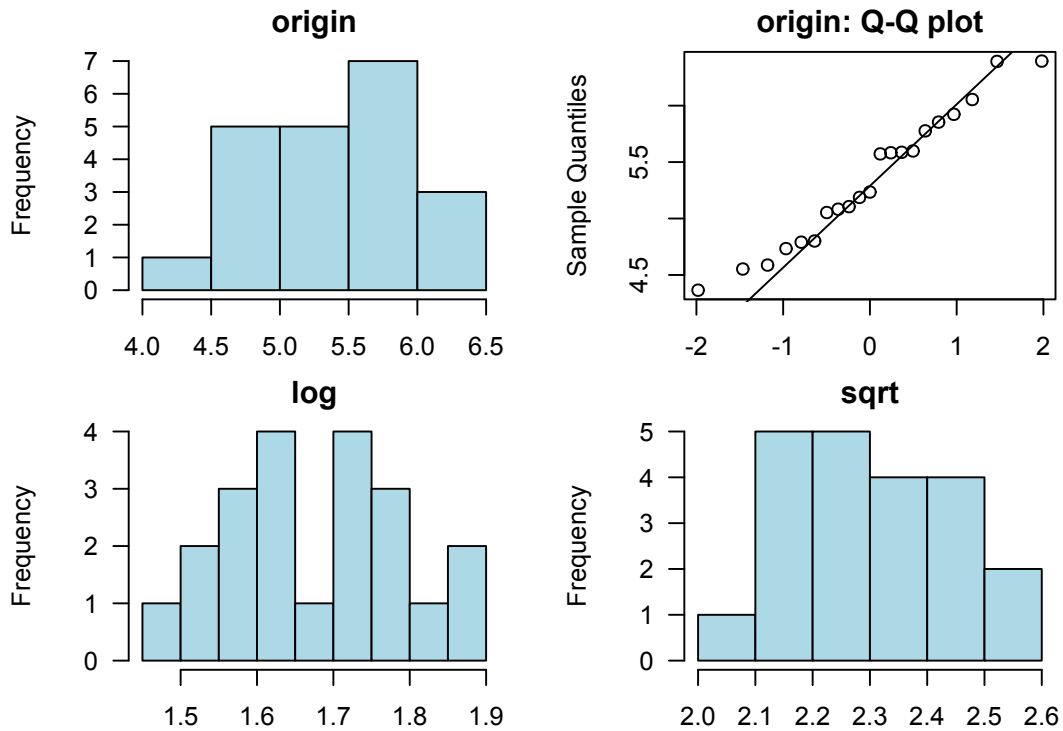 origin
Frequency
7
6
5
4
3
2
1
0
4.0 4.5 5.0 5.5 6.0 6.5
origin: Q-Q plot
Sample Quantiles
5.5
4.5
-2 -1 0 1 2
log
Frequency
4
3
2
1
0
1.5 1.6 1.7 1.8 1.9
sqrt
Frequency
5
4
3
2
1
0
2.0 2.1 2.2 2.3 2.4 2.5 2.6